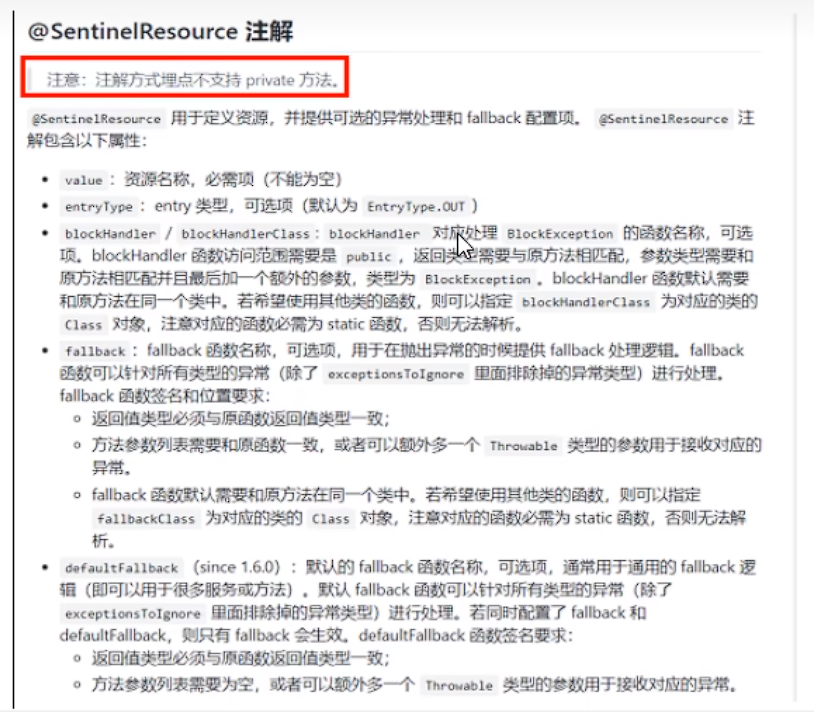 @SentinelResource 注解
注意：注解方式埋点不支持 private 方法。
@SentinelResource 用于定义资源，并提供可选的异常处理和 fallback 配置项。 @SentinelResource 注
解包含以下属性：
• value：资源名称，必需项（不能为空）
• entryType：entry 类型，可选项（默认为 EntryType.OUT）
• blockHandler / blockHandlerClass：blockHandler 对应处理 BlockException 的函数名称，可选
项。blockHandler 函数访问范围需要是 public，返回类型需要与原方法相匹配，参数类型需要和
原方法相匹配并且最后加一个额外的参数，类型为 BlockException。blockHandler 函数默认需要
和原方法在同一个类中。若希望使用其他类的函数，则可以指定 blockHandlerClass 为对应的类的
Class 对象，注意对应的函数必需为 static 函数，否则无法解析。
• fallback：fallback 函数名称，可选项，用于在抛出异常的时候提供 fallback 处理逻辑。fallback
函数可以针对所有类型的异常（除了 exceptionsToIgnore 里面排除掉的异常类型）进行处理。
fallback 函数签名和位置要求：
◦ 返回值类型必须与原函数返回值类型一致；
◦ 方法参数列表需要和原函数一致，或者可以额外多一个 Throwable 类型的参数用于接收对应的
异常。
◦ fallback 函数默认需要和原方法在同一个类中。若希望使用其他类的函数，则可以指定
fallbackClass 为对应的类的 Class 对象，注意对应的函数必需为 static 函数，否则无法解
析。
• defaultFallback（since 1.6.0）：默认的 fallback 函数名称，可选项，通常用于通用的 fallback 逻
辑（即可以用于很多服务或方法）。默认 fallback 函数可以针对所有类型的异常（除了
exceptionsToIgnore 里面排除掉的异常类型）进行处理。若同时配置了 fallback 和
defaultFallback，则只有 fallback 会生效。defaultFallback 函数签名要求：
◦ 返回值类型必须与原函数返回值类型一致；
◦ 方法参数列表需要为空，或者可以额外多一个 Throwable 类型的参数用于接收对应的异常。